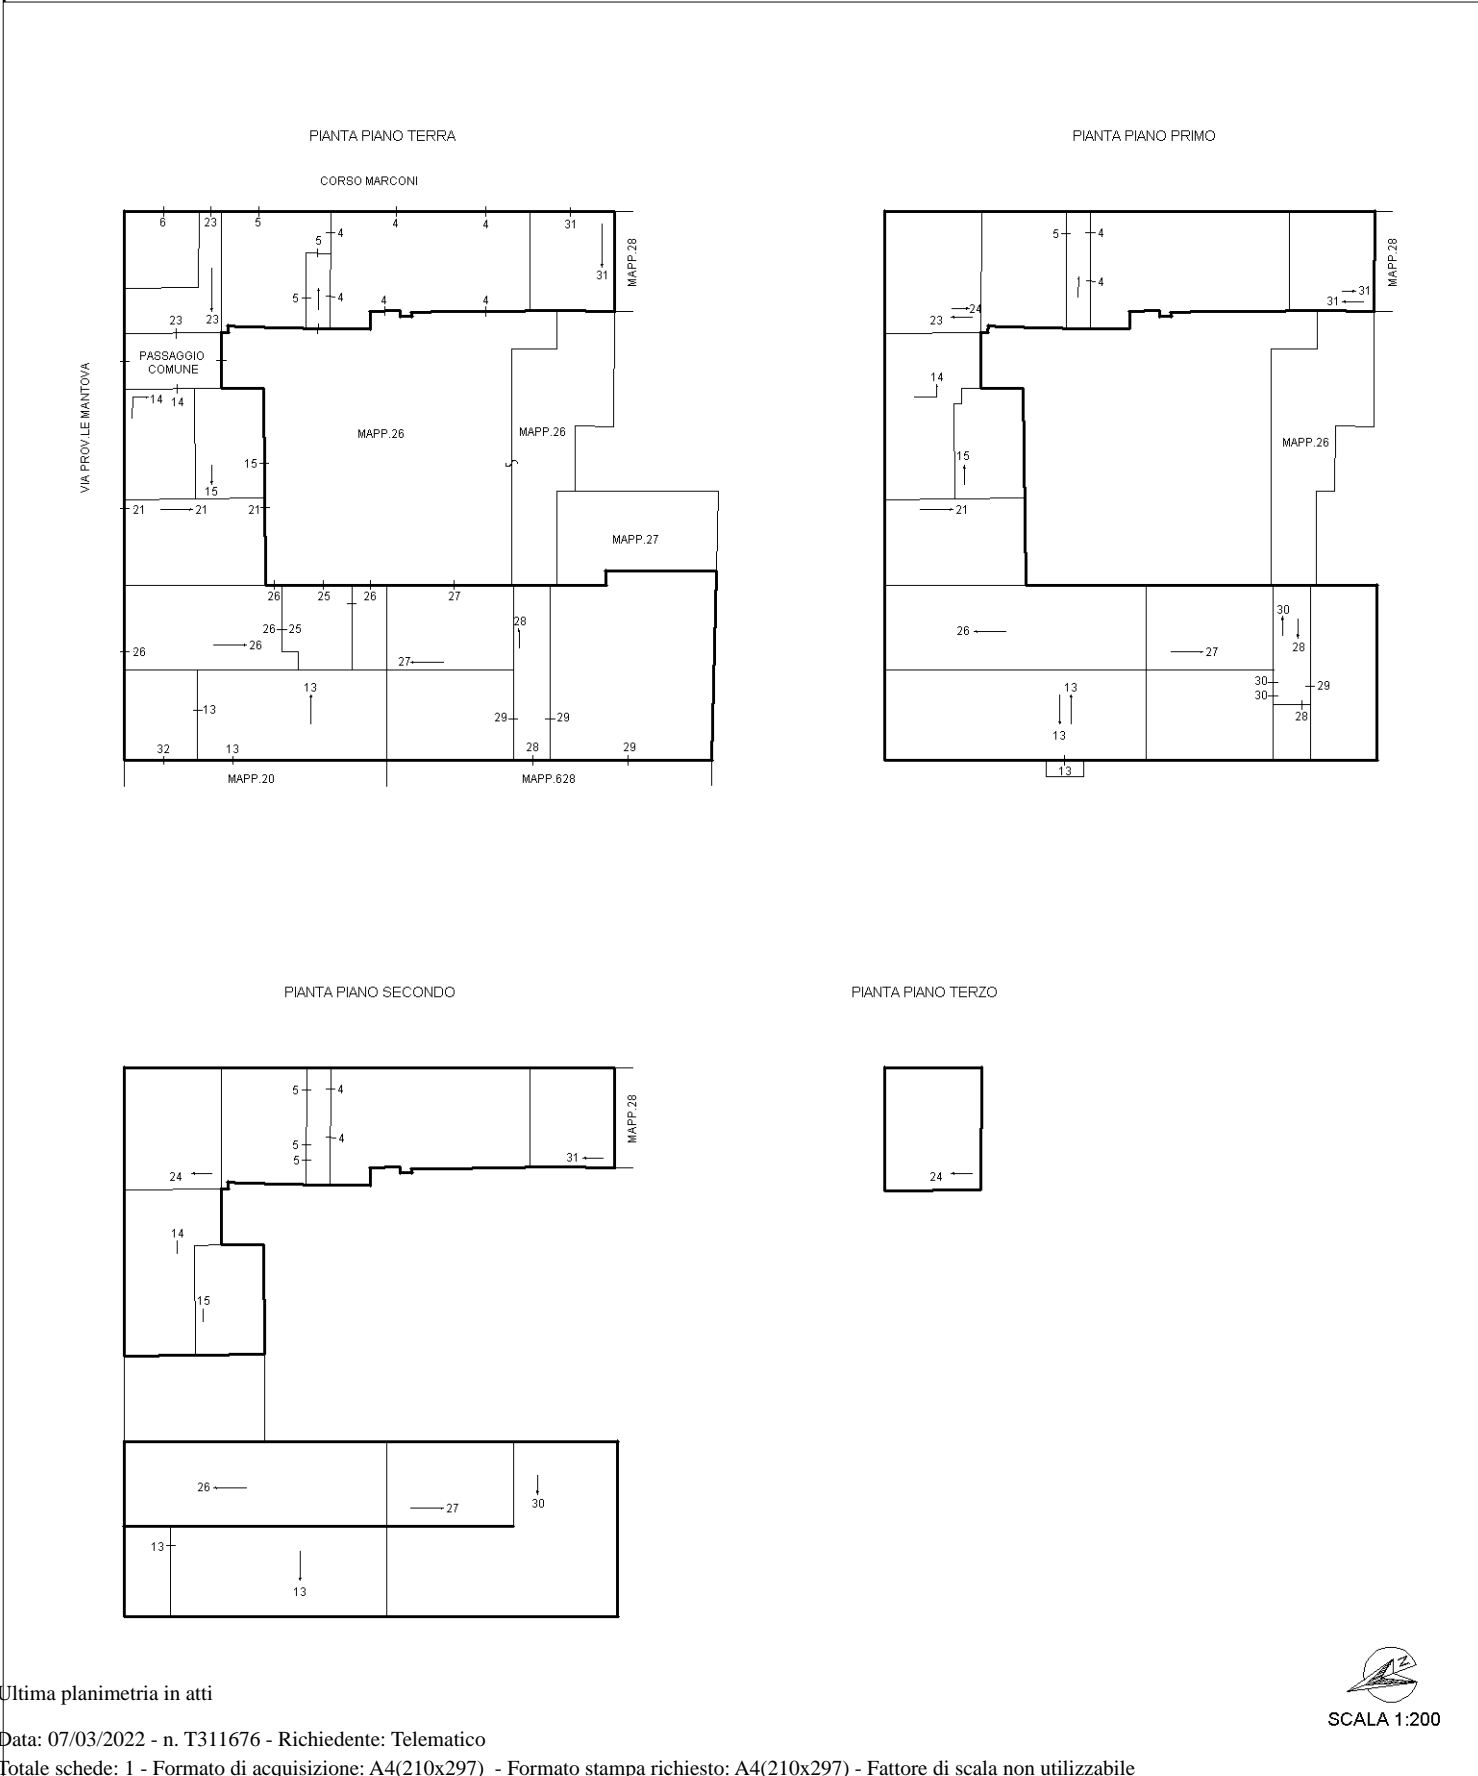 PIANTA PIANO TERRA
CORSO MARCONI
6 23 5 4 4 31
5 4
MAPP.28
31
5 4
4 4
23 23
PASSAGGIO
COMUNE
VIA PROV.LE MANTOVA
14 14
MAPP.26
MAPP.26
15
15
21 21 21
MAPP.27
26 25 26 27
26 25
28
26 26
27
13
13
29 29
32 13 28 29
MAPP.20
MAPP.628
PIANTA PIANO PRIMO
5 4
MAPP.28
4
31
31
24
23
14
MAPP.26
15
21
30
26
28
27
30
29
13
30
28
13
13
PIANTA PIANO SECONDO
5 4
MAPP.28
5 4
5
31
24
14
15
26
27
30
13
13
PIANTA PIANO TERZO
24
N
SCALA 1:200
Ultima planimetria in atti
Data: 07/03/2022 - n. T311676 - Richiedente: Telematico
Totale schede: 1 - Formato di acquisizione: A4(210x297) - Formato stampa richiesto: A4(210x297) - Fattore di scala non utilizzabile